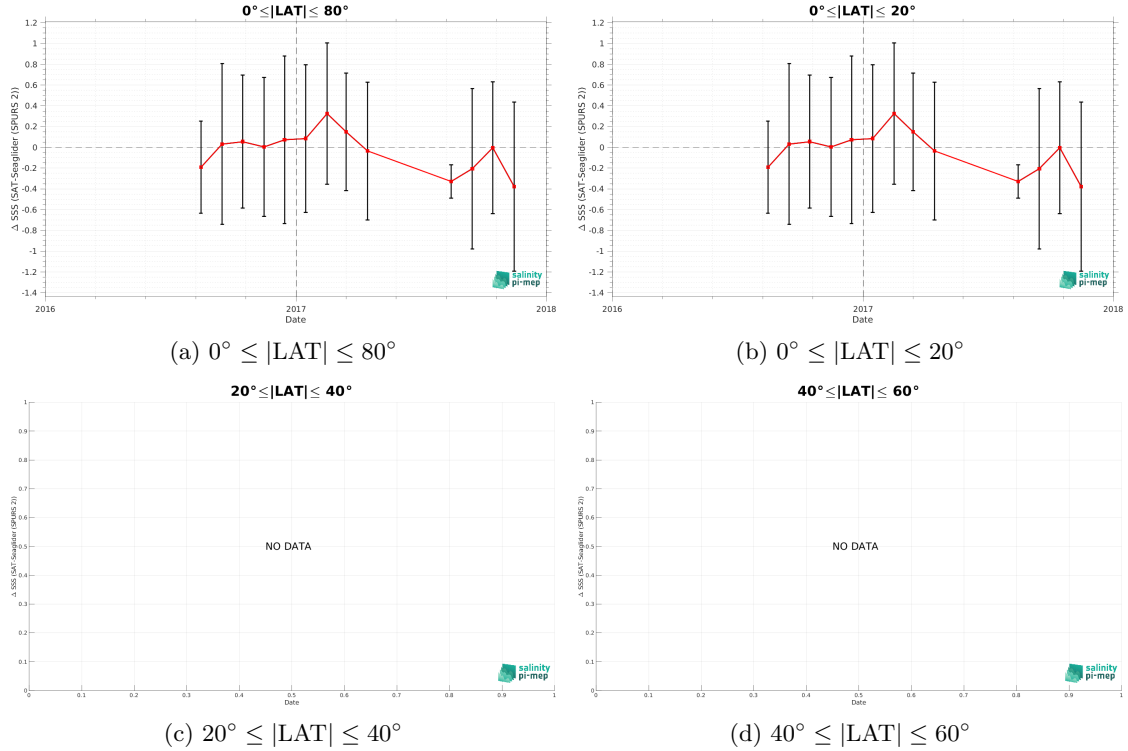 0°≤|LAT|≤ 80°
1.2
1
0.8
0.6
0.4
0.2
0
-0.2
-0.4
-0.6
-0.8
-1
-1.2
-1.4
Δ SSS (SAT-Seaglider (SPURS 2))
2016
2017
2018
Date
salinity
pi-mep
(a) 0° ≤ |LAT| ≤ 80°
0°≤|LAT|≤ 20°
1.2
1
0.8
0.6
0.4
0.2
0
-0.2
-0.4
-0.6
-0.8
-1
-1.2
-1.4
Δ SSS (SAT-Seaglider (SPURS 2))
2016
2017
2018
Date
salinity
pi-mep
(b) 0° ≤ |LAT| ≤ 20°
20°≤|LAT|≤ 40°
1
0.9
0.8
0.7
0.6
0.5
0.4
0.3
0.2
0.1
0
Δ SSS (SAT-Seaglider (SPURS 2))
NO DATA
0 0.1 0.2 0.3 0.4 0.5 0.6 0.7 0.8 0.9 1
Date
salinity
pi-mep
(c) 20° ≤ |LAT| ≤ 40°
40°≤|LAT|≤ 60°
1
0.9
0.8
0.7
0.6
0.5
0.4
0.3
0.2
0.1
0
Δ SSS (SAT-Seaglider (SPURS 2))
NO DATA
0 0.1 0.2 0.3 0.4 0.5 0.6 0.7 0.8 0.9 1
Date
salinity
pi-mep
(d) 40° ≤ |LAT| ≤ 60°